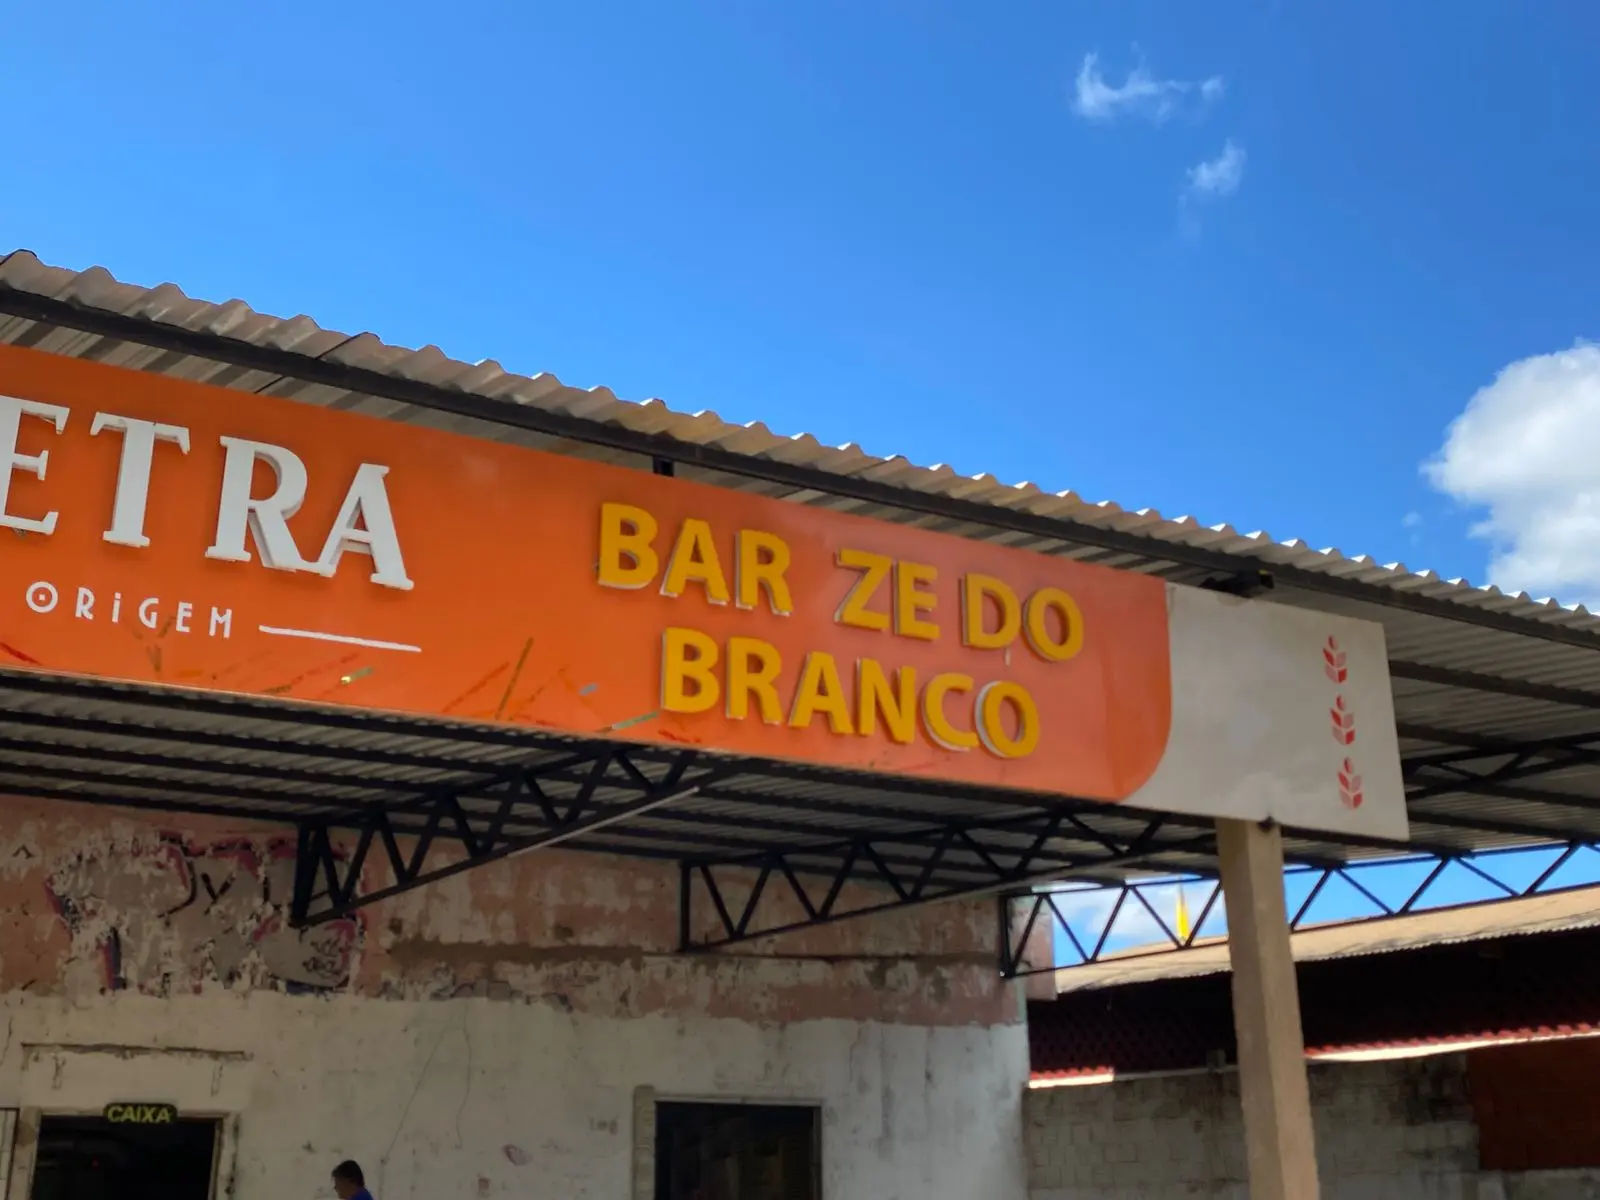 ETRA
ORIGEM
BAR ZE DO
BRANCO
CAIXA